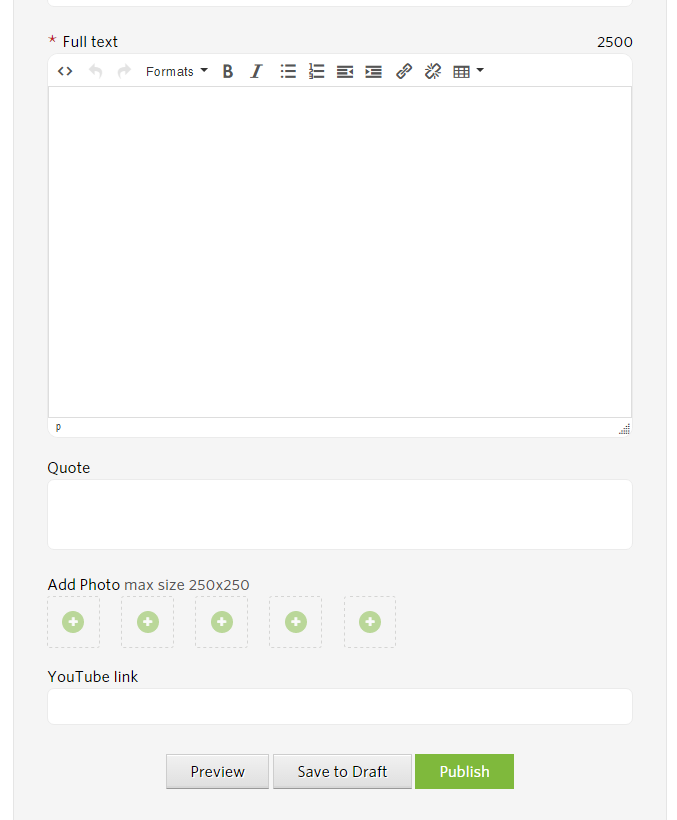 * Full text 2500
Formats B I
p
Quote
Add Photo max size 250x250
YouTube link
Preview Save to Draft Publish